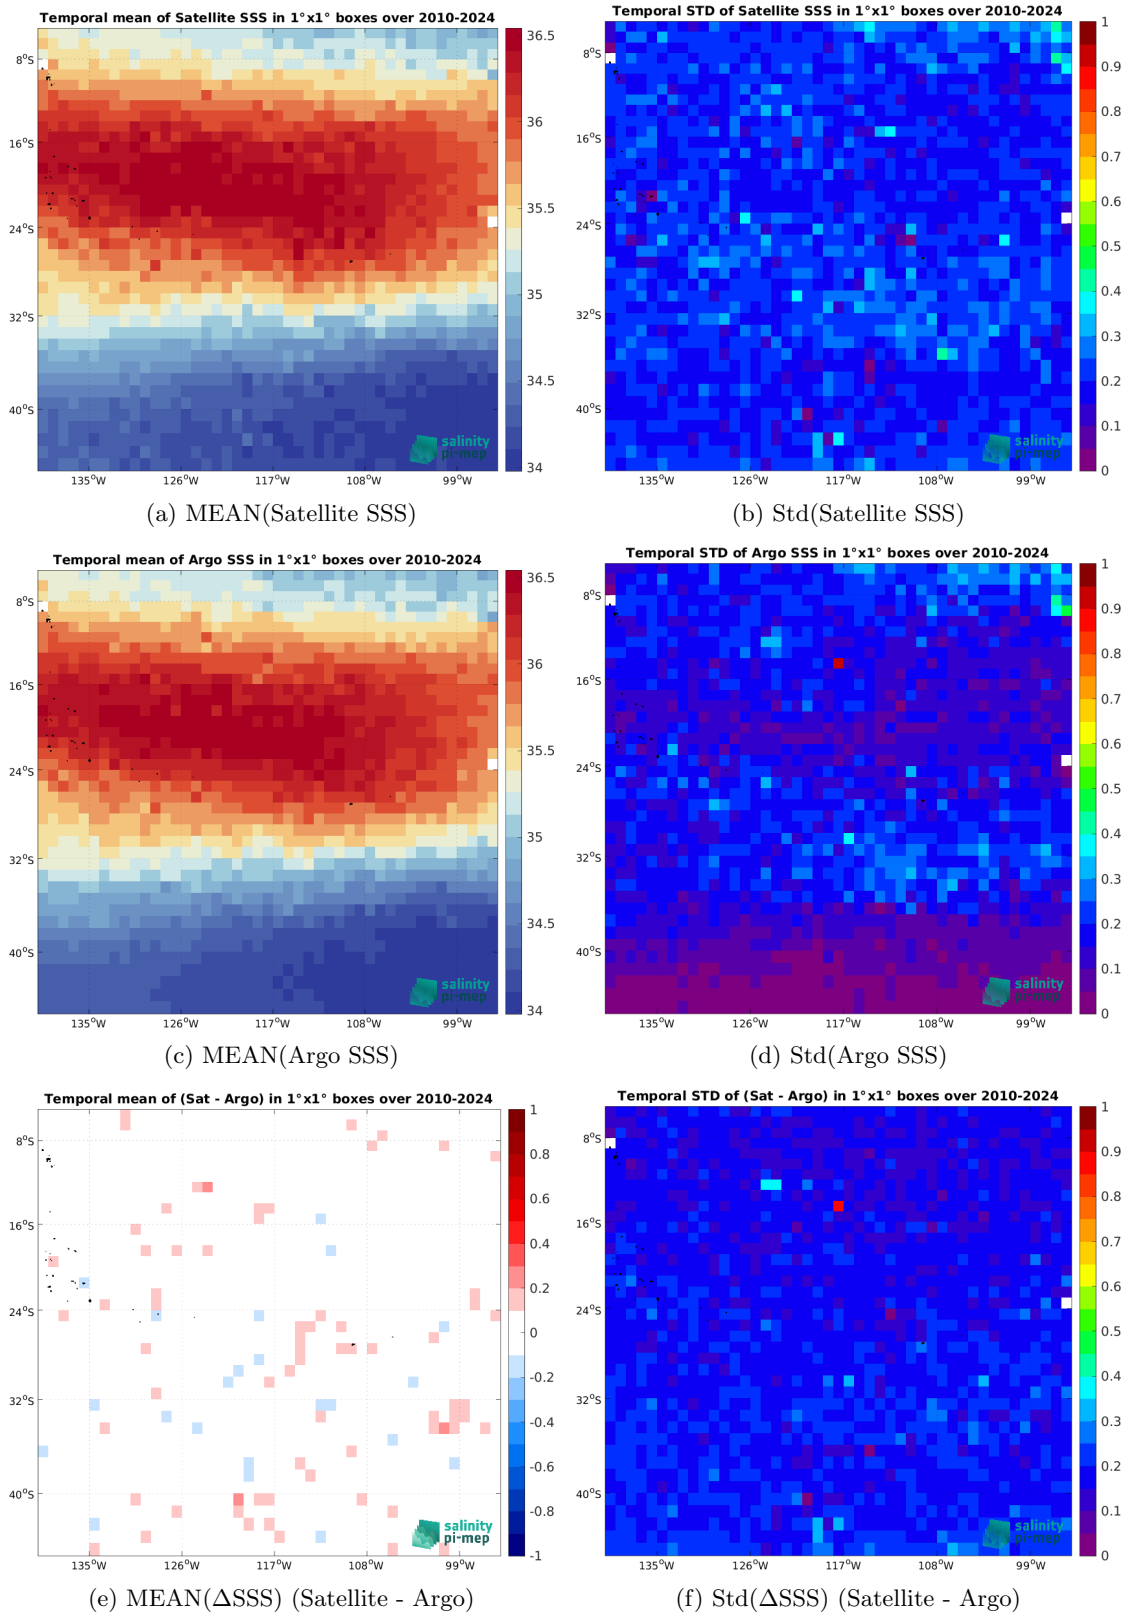 Temporal mean of Satellite SSS in 1°x1° boxes over 2010-2024
8°S
16°S
24°S
32°S
40°S
135°W 126°W 117°W 108°W 99°W
36.5
36
35.5
35
34.5
34
salinity
pi-mep
(a) MEAN(Satellite SSS)
Temporal STD of Satellite SSS in 1°x1° boxes over 2010-2024
8°S
16°S
24°S
32°S
40°S
135°W 126°W 117°W 108°W 99°W
1
0.9
0.8
0.7
0.6
0.5
0.4
0.3
0.2
0.1
0
salinity
pi-mep
(b) Std(Satellite SSS)
Temporal mean of Argo SSS in 1°x1° boxes over 2010-2024
8°S
16°S
24°S
32°S
40°S
135°W 126°W 117°W 108°W 99°W
36.5
36
35.5
35
34.5
34
salinity
pi-mep
(c) MEAN(Argo SSS)
Temporal STD of Argo SSS in 1°x1° boxes over 2010-2024
8°S
16°S
24°S
32°S
40°S
135°W 126°W 117°W 108°W 99°W
1
0.9
0.8
0.7
0.6
0.5
0.4
0.3
0.2
0.1
0
salinity
pi-mep
(d) Std(Argo SSS)
Temporal mean of (Sat - Argo) in 1°x1° boxes over 2010-2024
8°S
16°S
24°S
32°S
40°S
135°W 126°W 117°W 108°W 99°W
1
0.8
0.6
0.4
0.2
0
-0.2
-0.4
-0.6
-0.8
-1
salinity
pi-mep
(e) MEAN(ΔSSS) (Satellite - Argo)
Temporal STD of (Sat - Argo) in 1°x1° boxes over 2010-2024
8°S
16°S
24°S
32°S
40°S
135°W 126°W 117°W 108°W 99°W
1
0.9
0.8
0.7
0.6
0.5
0.4
0.3
0.2
0.1
0
salinity
pi-mep
(f) Std(ΔSSS) (Satellite - Argo)